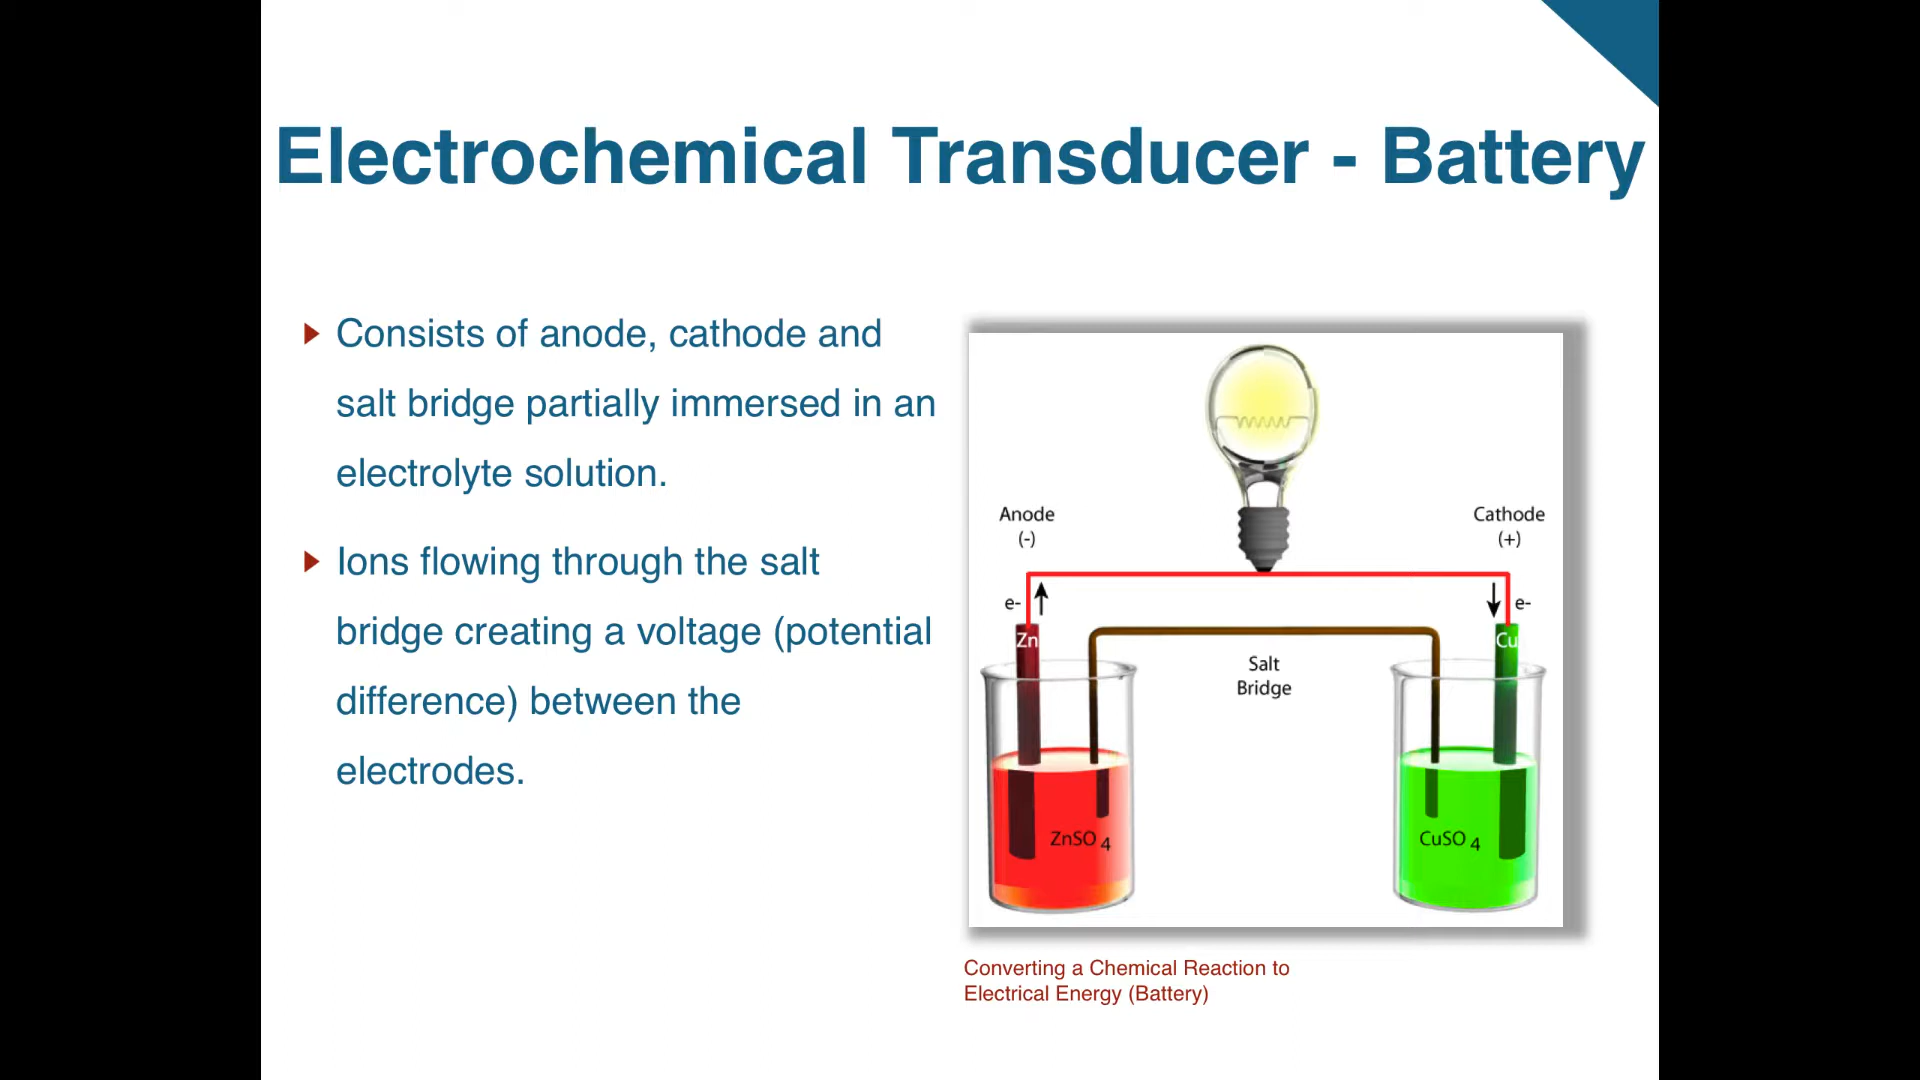 Electrochemical Transducer - Battery
Consists of anode, cathode and
salt bridge partially immersed in an
electrolyte solution.
Ions flowing through the salt
bridge creating a voltage (potential
difference) between the
electrodes.
Anode
(-)
Cathode
(+)
e-
e-
Zn
Cu
Salt
Bridge
ZnSO 4
CuSO 4
Converting a Chemical Reaction to
Electrical Energy (Battery)